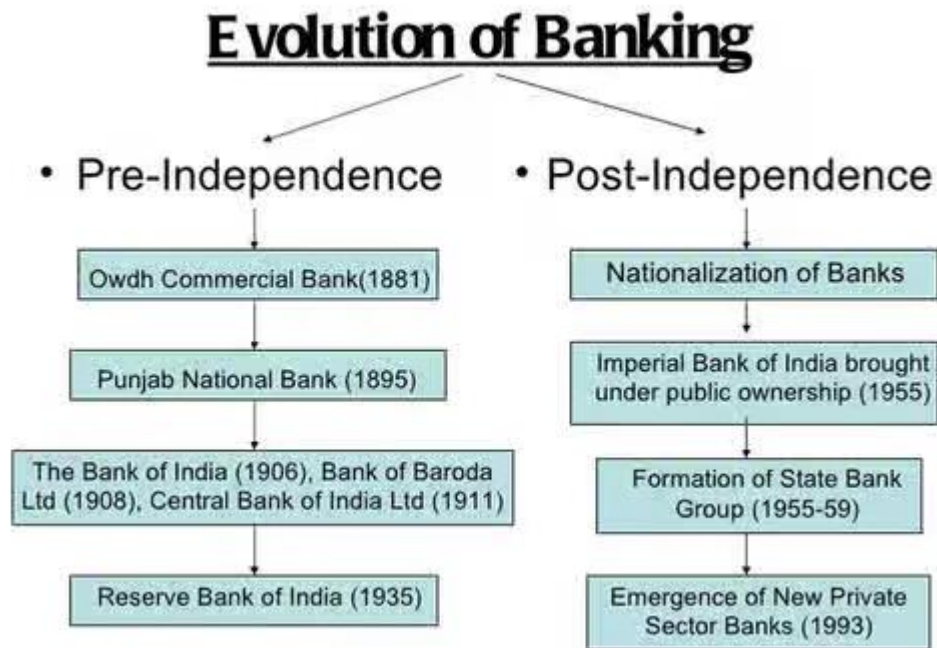 Evolution of Banking
• Pre-Independence
Owdh Commercial Bank(1881)
Punjab National Bank (1895)
The Bank of India (1906), Bank of Baroda
Ltd (1908), Central Bank of India Ltd (1911)
Reserve Bank of India (1935)
• Post-Independence
Nationalization of Banks
Imperial Bank of India brought
under public ownership (1955)
Formation of State Bank
Group (1955-59)
Emergence of New Private
Sector Banks (1993)